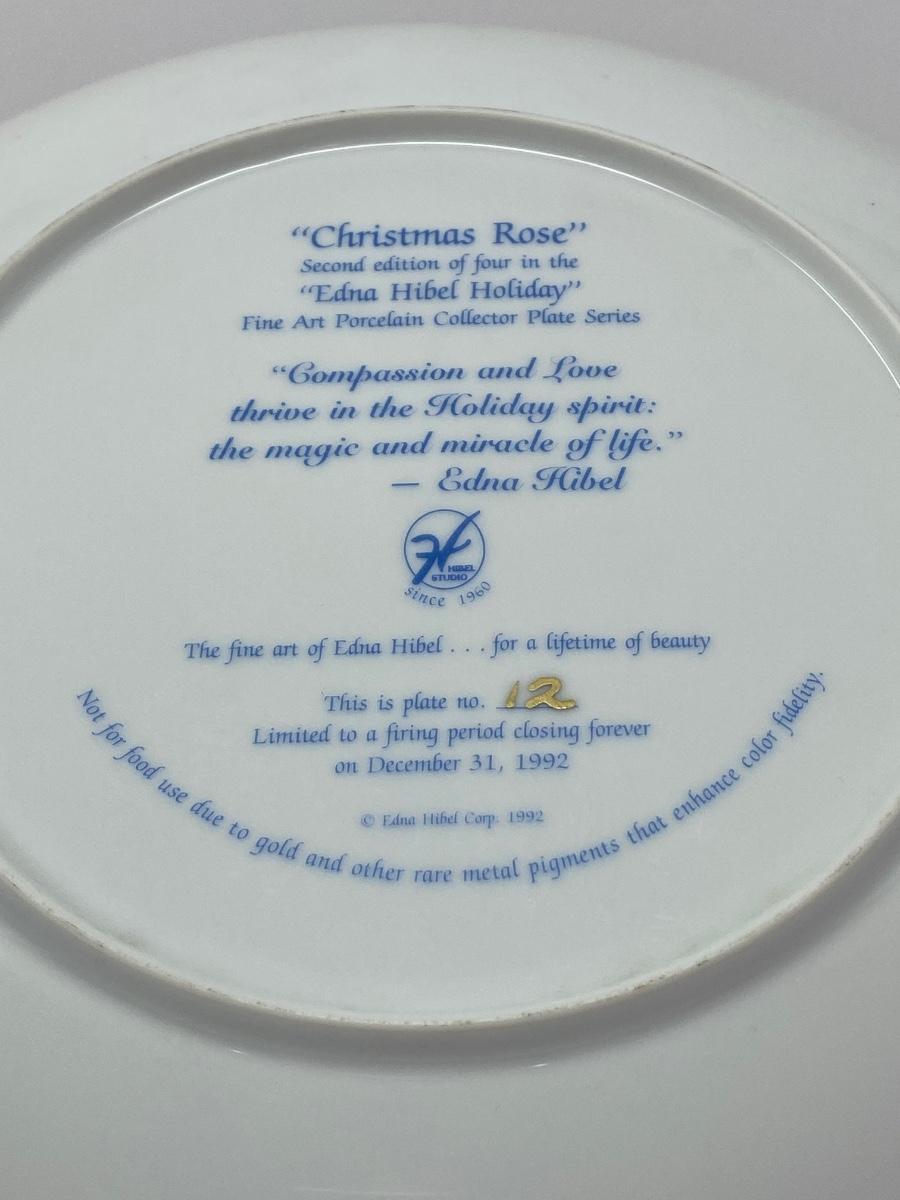 “Christmas Rose”
Second edition of four in the
“Edna Hibel Holiday”
Fine Art Porcelain Collector Plate Series
“Compassion and Love
thrive in the Holiday spirit:
the magic and miracle of life.”
— Edna Hibel
H
HIBEL
STUDIO
since 1960
The fine art of Edna Hibel . . . for a lifetime of beauty
This is plate no. 12
Limited to a firing period closing forever
on December 31, 1992
© Edna Hibel Corp. 1992
Not for food use due to gold and other rare metal pigments that enhance color fidelity.